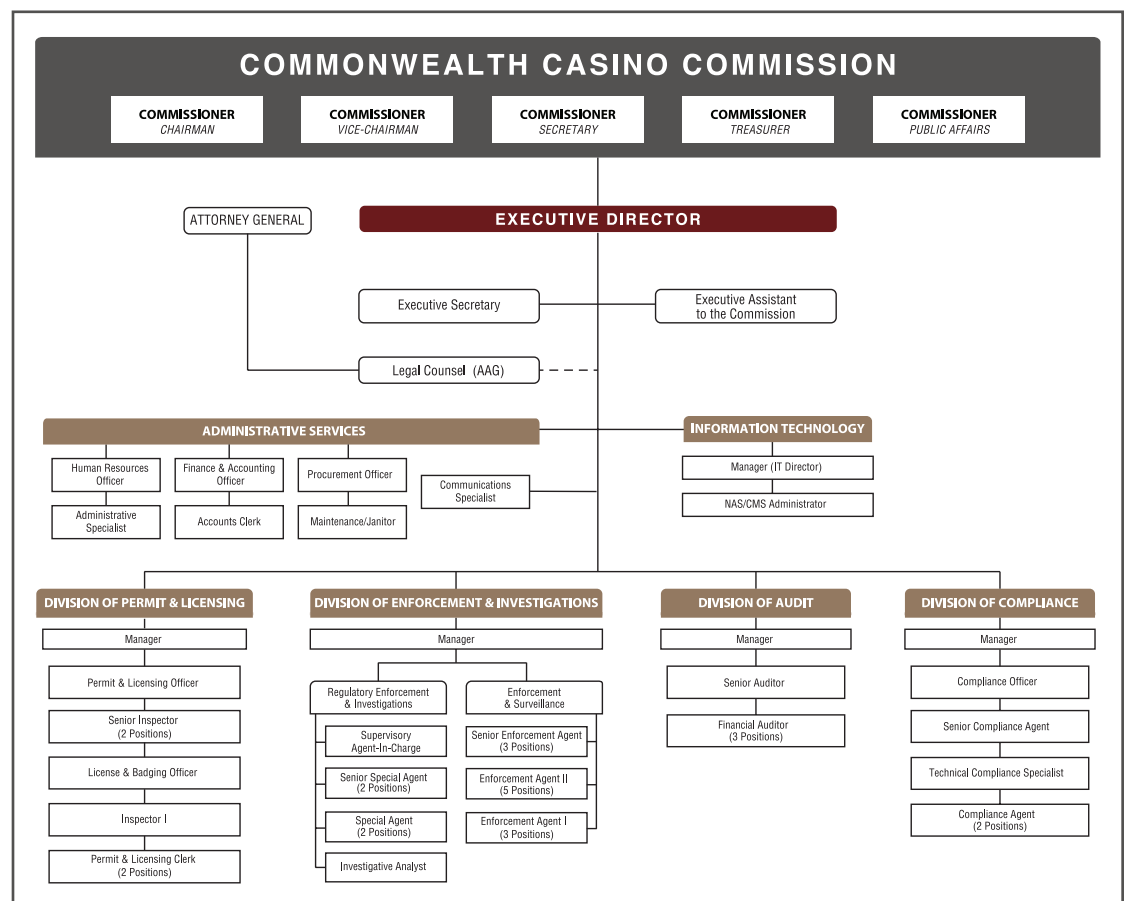 COMMONWEALTH CASINO COMMISSION
COMMISSIONER
CHAIRMAN
COMMISSIONER
VICE-CHAIRMAN
COMMISSIONER
SECRETARY
COMMISSIONER
TREASURER
COMMISSIONER
PUBLIC AFFAIRS
ATTORNEY GENERAL
EXECUTIVE DIRECTOR
Executive Secretary
Executive Assistant
to the Commission
Legal Counsel (AAG)
ADMINISTRATIVE SERVICES
Human Resources
Officer
Finance & Accounting
Officer
Procurement Officer
Communications
Specialist
Administrative
Specialist
Accounts Clerk
Maintenance/Janitor
INFORMATION TECHNOLOGY
Manager (IT Director)
NAS/CMS Administrator
DIVISION OF PERMIT & LICENSING
Manager
Permit & Licensing Officer
Senior Inspector
(2 Positions)
License & Badging Officer
Inspector I
Permit & Licensing Clerk
(2 Positions)
DIVISION OF ENFORCEMENT & INVESTIGATIONS
Manager
Regulatory Enforcement
& Investigations
Supervisory
Agent-In-Charge
Senior Special Agent
(2 Positions)
Special Agent
(2 Positions)
Investigative Analyst
Enforcement
& Surveillance
Senior Enforcement Agent
(3 Positions)
Enforcement Agent II
(5 Positions)
Enforcement Agent I
(3 Positions)
DIVISION OF AUDIT
Manager
Senior Auditor
Financial Auditor
(3 Positions)
DIVISION OF COMPLIANCE
Manager
Compliance Officer
Senior Compliance Agent
Technical Compliance Specialist
Compliance Agent
(2 Positions)